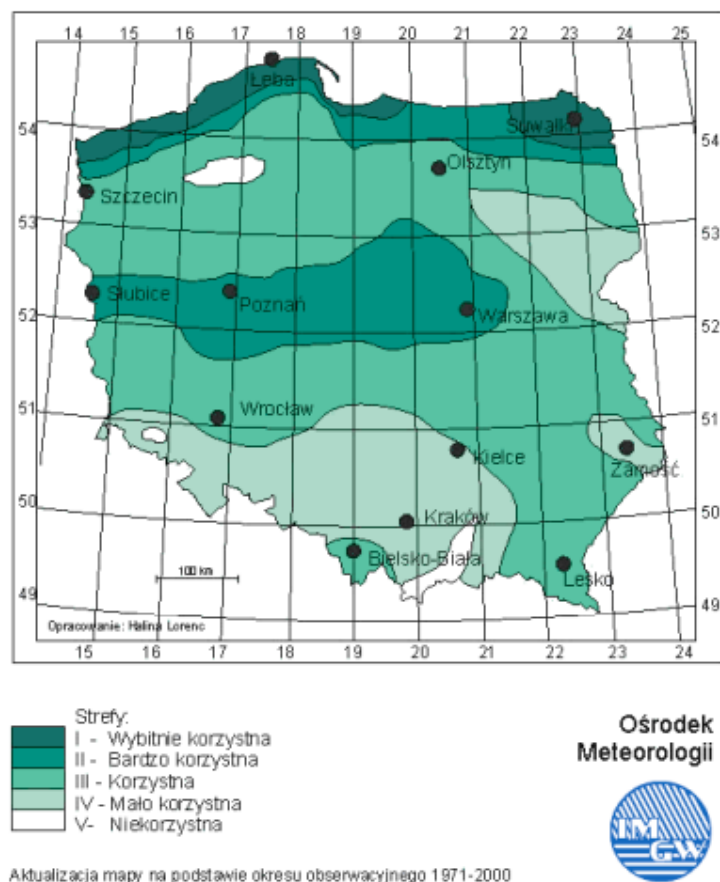 14 15 16 17 18 19 20 21 22 23 24 25
Łeba
54
Suwałki
54
Olsztyn
Szczecin
53
53
Słubice
Poznań
Warszawa
52
52
Wrocław
51
51
Kielce
Zamość
50
Kraków
50
Bielsko-Biała
Lesko
100 km
49
49
Opracowanie: Halina Lorenc
15 16 17 18 19 20 21 22 23 24
Strefy:
I - Wybitnie korzystna
II - Bardzo korzystna
III - Korzystna
IV - Mało korzystna
V- Niekorzystna
Ośrodek
Meteorologii
IM
GW
Aktualizacja mapy na podstawie okresu obserwacyjnego 1971-2000